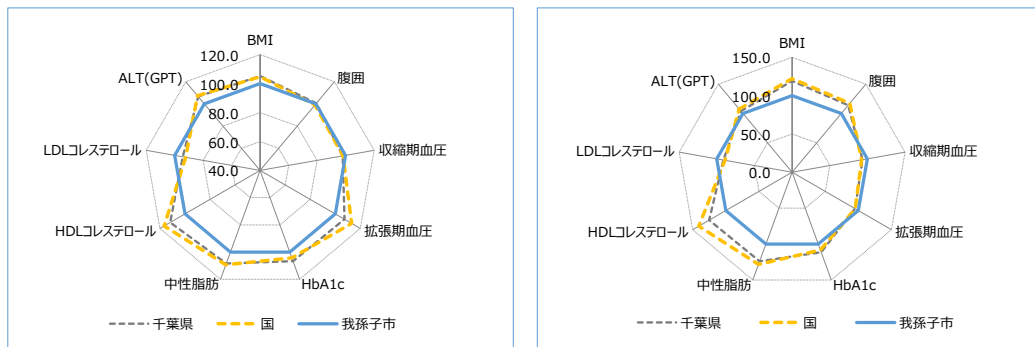 BMI
120.0
100.0
80.0
60.0
40.0
腹囲
収縮期血圧
拡張期血圧
HbA1c
中性脂肪
HDLコレステロール
LDLコレステロール
ALT(GPT)
千葉県
国
我孫子市
BMI
150.0
100.0
50.0
0.0
腹囲
収縮期血圧
拡張期血圧
HbA1c
中性脂肪
HDLコレステロール
LDLコレステロール
ALT(GPT)
千葉県
国
我孫子市